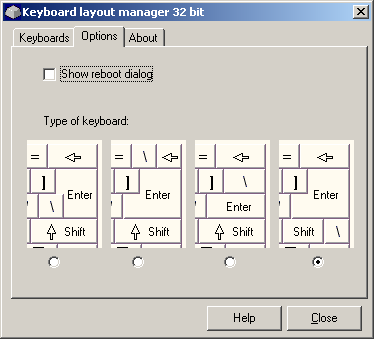 Keyboard layout manager 32 bit
Keyboards Options About
Show reboot dialog
Type of keyboard:
= = \ = =
] ] ] \ ]
Enter Enter Enter
\ Enter
Shift Shift Shift Shift \
Help Close